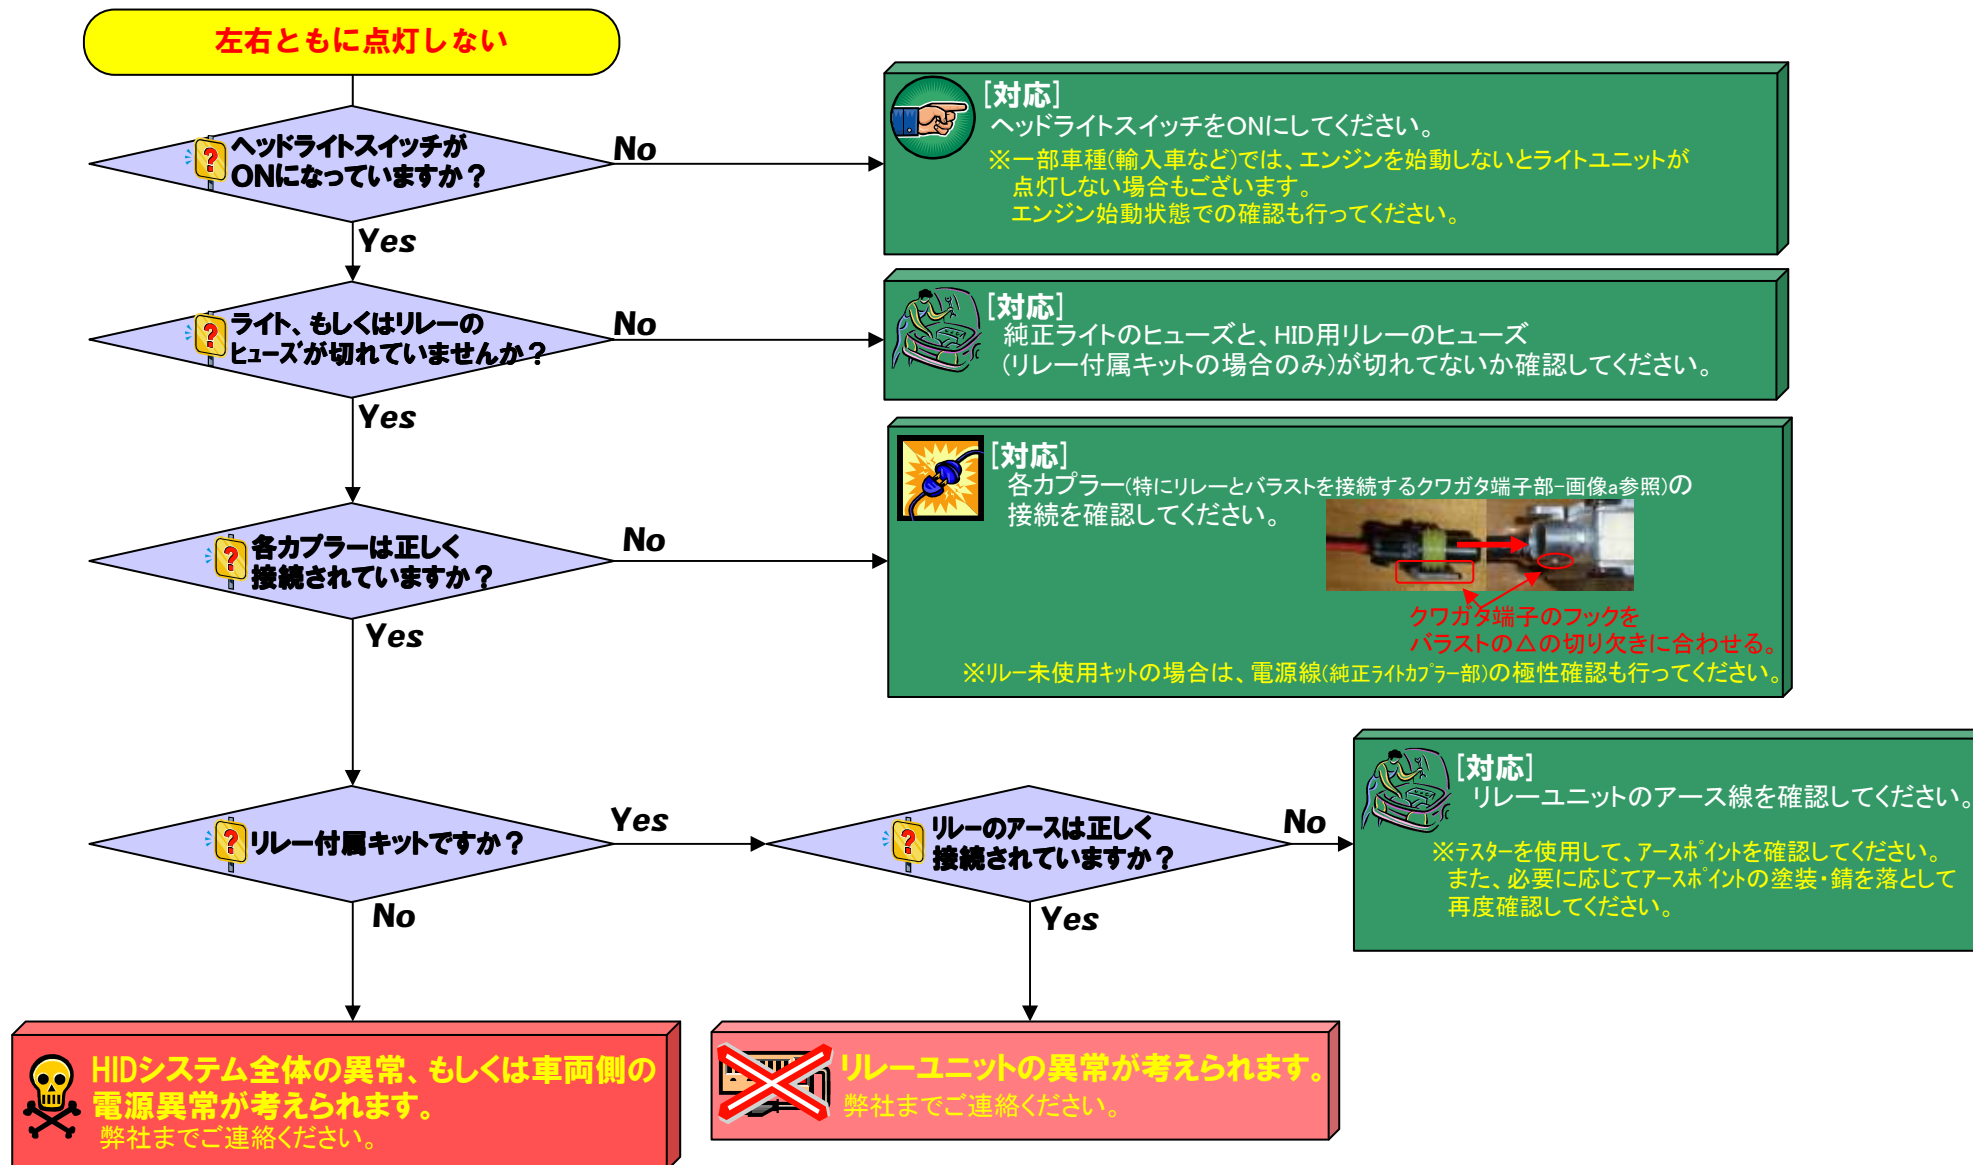 左右ともに点灯しない
ヘッドライトスイッチが
ONになっていますか？
No
Yes
[対応]
ヘッドライトスイッチをONにしてください。
※一部車種(輸入車など)では、エンジンを始動しないとライトユニットが
点灯しない場合もございます。
エンジン始動状態での確認も行ってください。
ライト、もしくはリレーの
ヒューズが切れていませんか？
No
Yes
[対応]
純正ライトのヒューズと、HID用リレーのヒューズ
(リレー付属キットの場合のみ)が切れてないか確認してください。
各カプラーは正しく
接続されていますか？
No
Yes
[対応]
各カプラー(特にリレーとバラストを接続するクワガタ端子部-画像a参照)の
接続を確認してください。
クワガタ端子のフックを
バラストの△の切り欠きに合わせる。
※リレー未使用キットの場合は、電源線(純正ライトカプラー部)の極性確認も行ってください。
リレー付属キットですか？
Yes
No
リレーのアースは正しく
接続されていますか？
No
Yes
[対応]
リレーユニットのアース線を確認してください。
※テスターを使用して、アースポイントを確認してください。
また、必要に応じてアースポイントの塗装・錆を落として
再度確認してください。
HIDシステム全体の異常、もしくは車両側の
電源異常が考えられます。
弊社までご連絡ください。
リレーユニットの異常が考えられます。
弊社までご連絡ください。